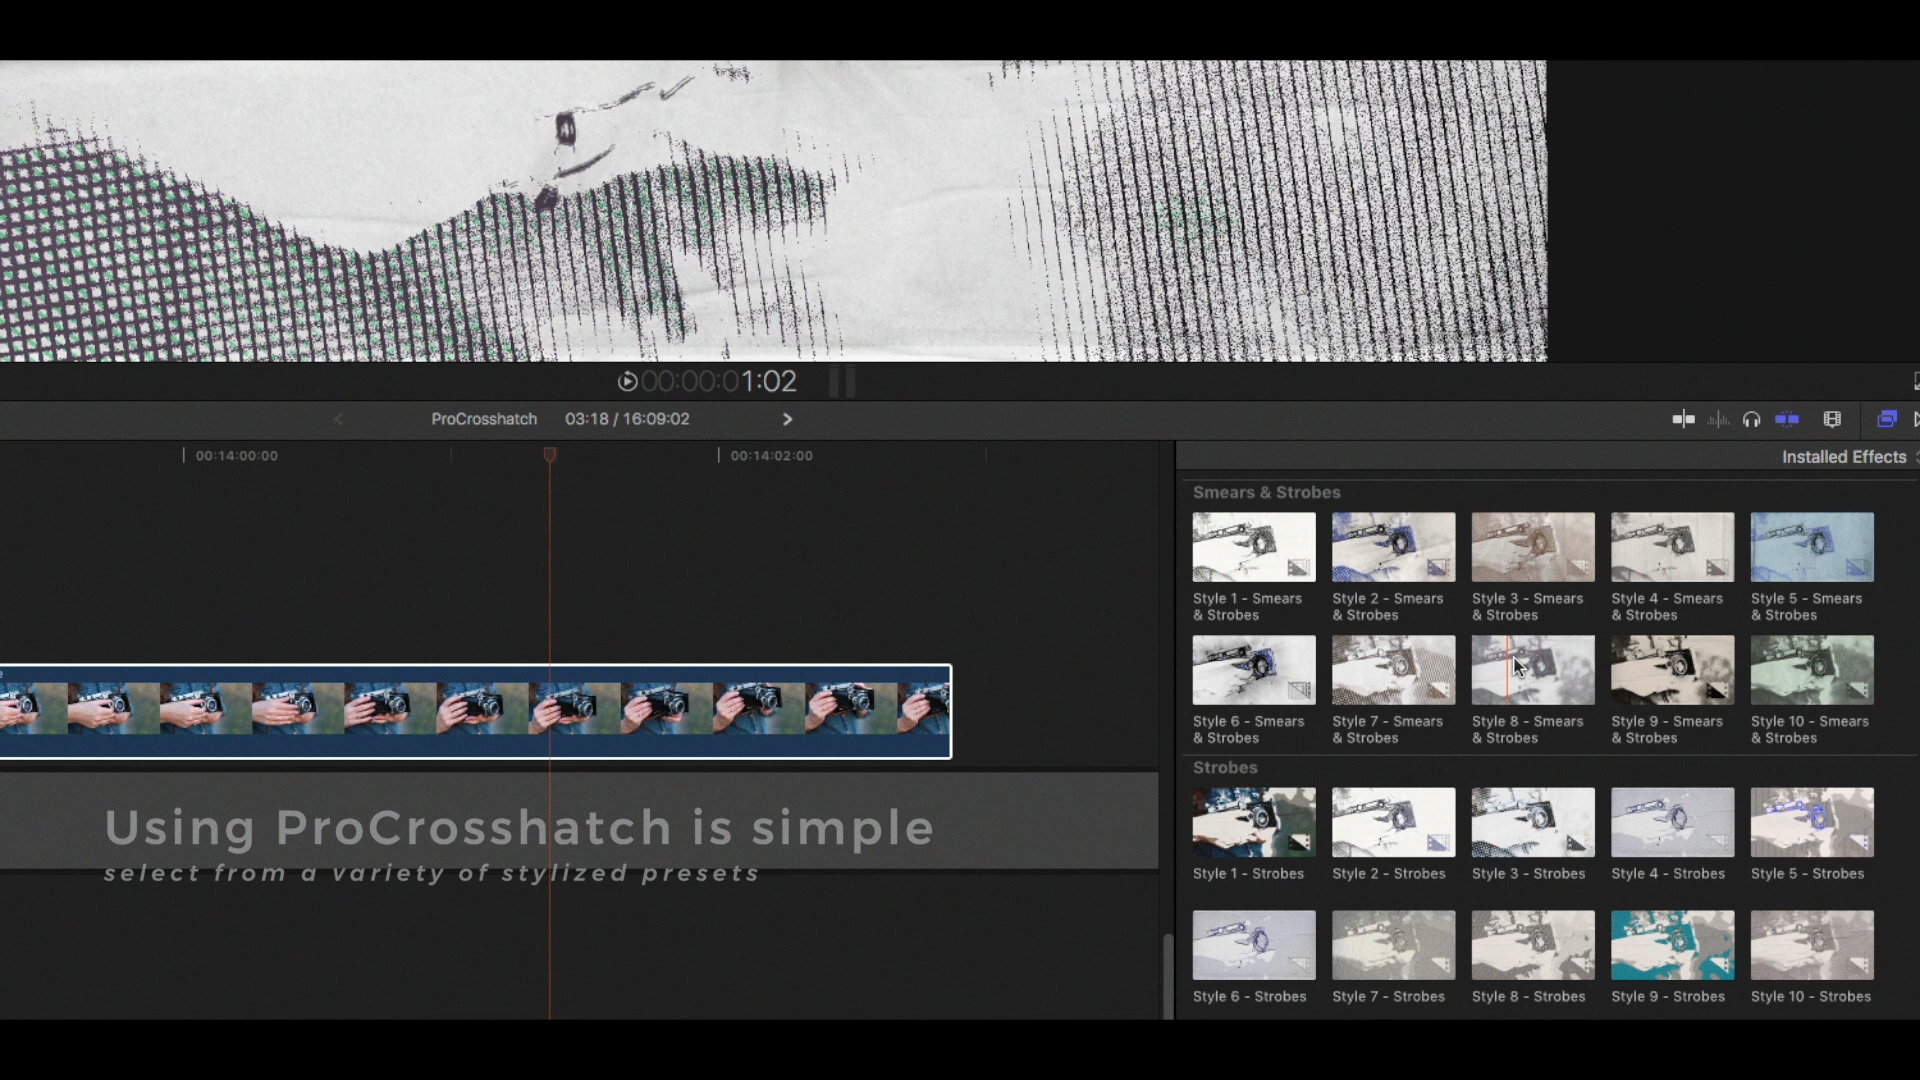 00:00:01:02
ProCrosshatch 03:18 / 16:09:02
00:14:00:00 00:14:02:00
Installed Effects
Smears & Strobes
Style 1 - Smears & Strobes
Style 2 - Smears & Strobes
Style 3 - Smears & Strobes
Style 4 - Smears & Strobes
Style 5 - Smears & Strobes
Style 6 - Smears & Strobes
Style 7 - Smears & Strobes
Style 8 - Smears & Strobes
Style 9 - Smears & Strobes
Style 10 - Smears & Strobes
Strobes
Style 1 - Strobes
Style 2 - Strobes
Style 3 - Strobes
Style 4 - Strobes
Style 5 - Strobes
Style 6 - Strobes
Style 7 - Strobes
Style 8 - Strobes
Style 9 - Strobes
Style 10 - Strobes
Using ProCrosshatch is simple
select from a variety of stylized presets